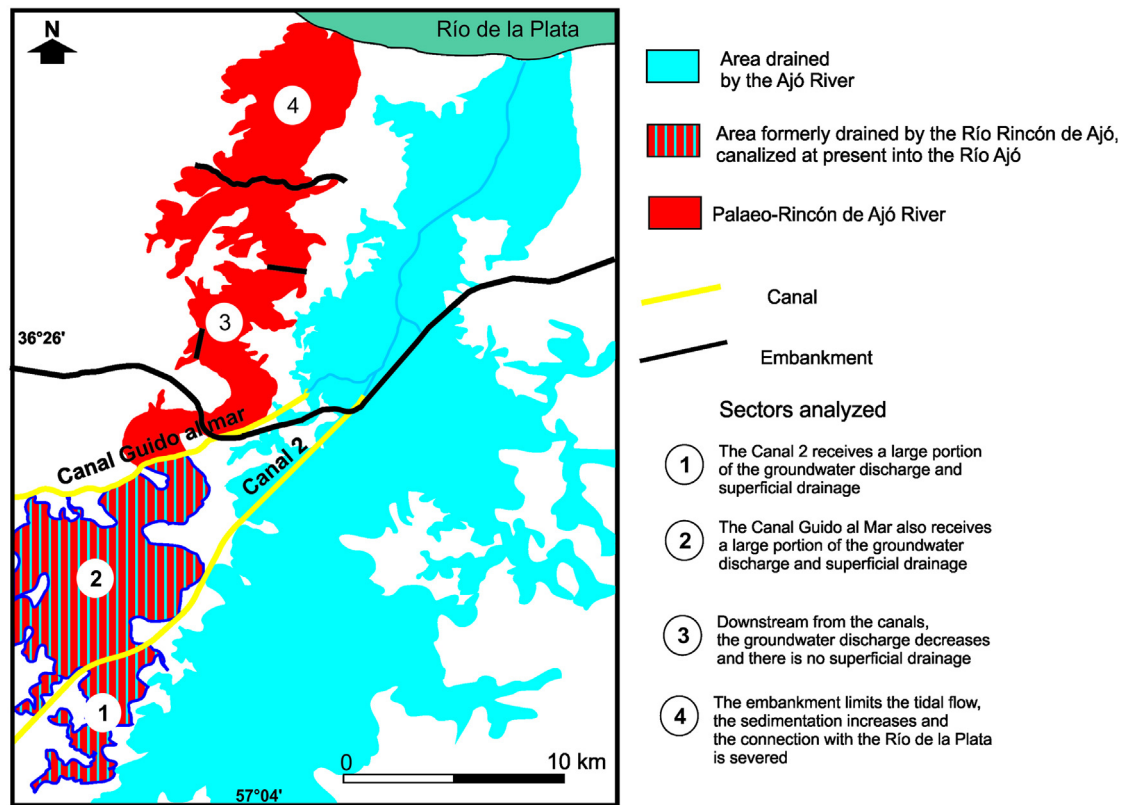 N
Río de la Plata
4
3
36°26'
Canal Guido al mar
Canal 2
2
1
0 10 km
57°04'
Area drained
by the Ajó River
Area formerly drained by the Río Rincón de Ajó,
canalized at present into the Río Ajó
Palaeo-Rincón de Ajó River
Canal
Embankment
Sectors analyzed
1 The Canal 2 receives a large portion
of the groundwater discharge and
superficial drainage
2 The Canal Guido al Mar also receives
a large portion of the groundwater
discharge and superficial drainage
3 Downstream from the canals,
the groundwater discharge decreases
and there is no superficial drainage
4 The embankment limits the tidal flow,
the sedimentation increases and
the connection with the Río de la Plata
is severed